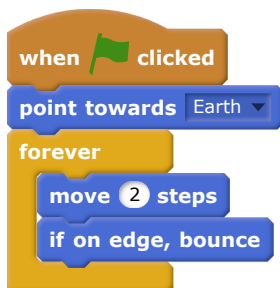 when clicked
point towards Earth
forever
move 2 steps
if on edge, bounce